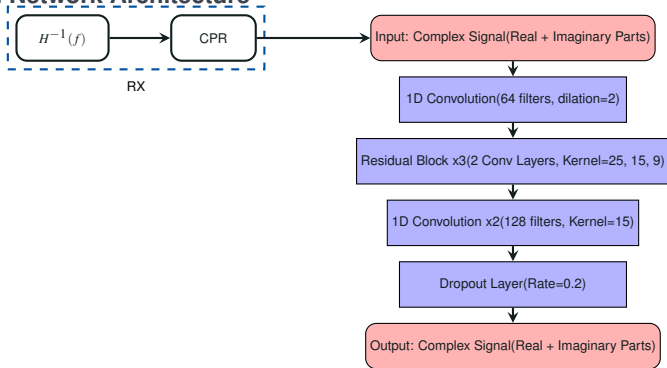 Network Architecture
H⁻¹(f)
CPR
RX
Input: Complex Signal(Real + Imaginary Parts)
1D Convolution(64 filters, dilation=2)
Residual Block x3(2 Conv Layers, Kernel=25, 15, 9)
1D Convolution x2(128 filters, Kernel=15)
Dropout Layer(Rate=0.2)
Output: Complex Signal(Real + Imaginary Parts)